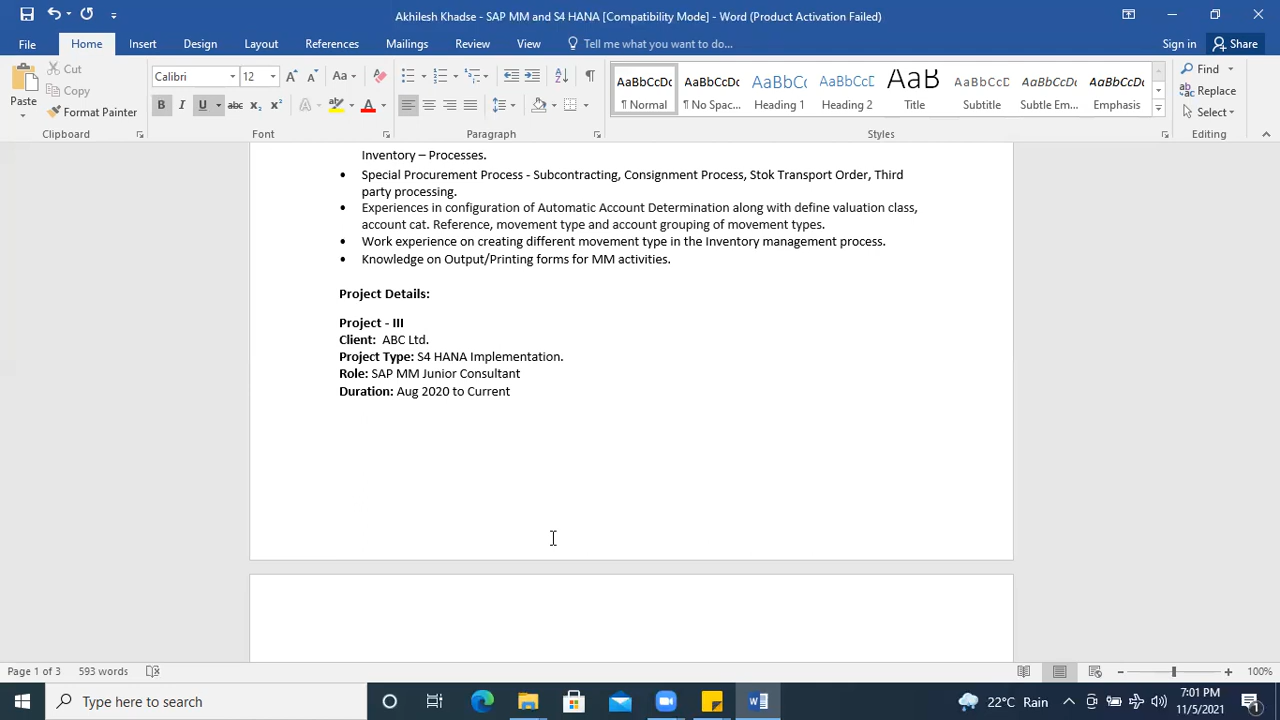 Akhilesh Khadse - SAP MM and S4 HANA [Compatibility Mode] - Word (Product Activation Failed)
File Home Insert Design Layout References Mailings Review View Tell me what you want to do... Sign in Share
Cut
Copy
Format Painter
Paste
Clipboard
Calibri 12
Font
Paragraph
AaBbCcDc AaBbCcDc AaBbCc AaBbCcD AaB AaBbCcD AaBbCcDc AaBbCcDc
¶ Normal ¶ No Spac... Heading 1 Heading 2 Title Subtitle Subtle Em... Emphasis
Styles
Find
Replace
Select
Editing
Inventory – Processes.
• Special Procurement Process - Subcontracting, Consignment Process, Stok Transport Order, Third
party processing.
• Experiences in configuration of Automatic Account Determination along with define valuation class,
account cat. Reference, movement type and account grouping of movement types.
• Work experience on creating different movement type in the Inventory management process.
• Knowledge on Output/Printing forms for MM activities.
Project Details:
Project - III
Client: ABC Ltd.
Project Type: S4 HANA Implementation.
Role: SAP MM Junior Consultant
Duration: Aug 2020 to Current
Page 1 of 3 593 words 100%
Type here to search
22°C Rain
7:01 PM
11/5/2021
1